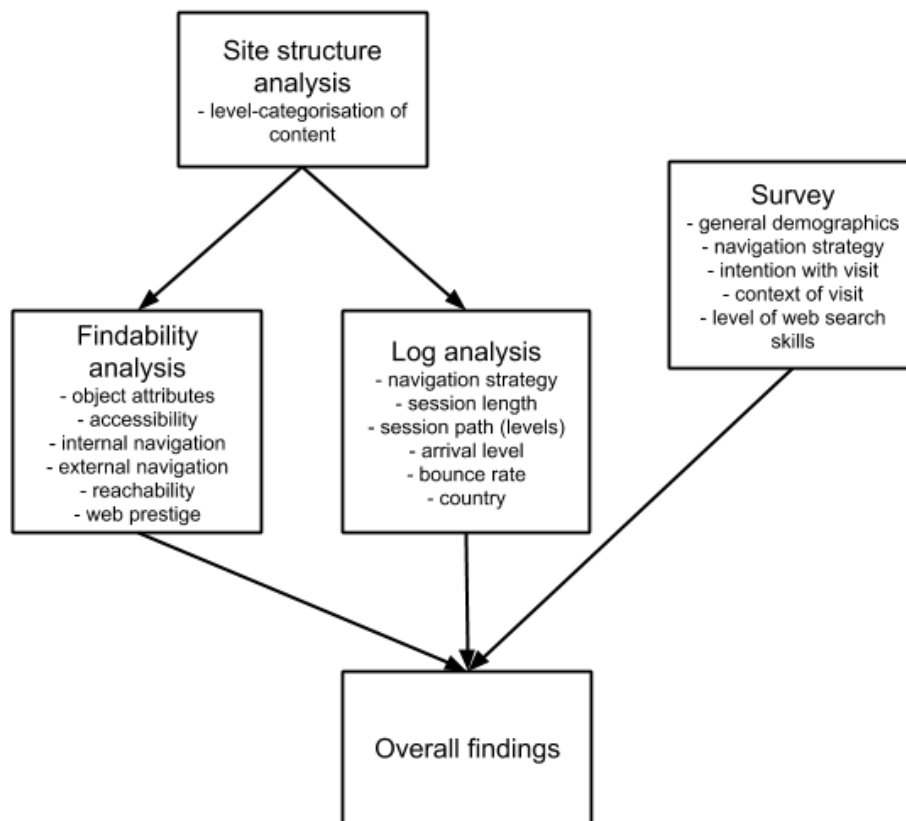 Site structure
analysis
- level-categorisation of
content
Survey
- general demographics
- navigation strategy
- intention with visit
- context of visit
- level of web search
skills
Findability
analysis
- object attributes
- accessibility
- internal navigation
- external navigation
- reachability
- web prestige
Log analysis
- navigation strategy
- session length
- session path (levels)
- arrival level
- bounce rate
- country
Overall findings